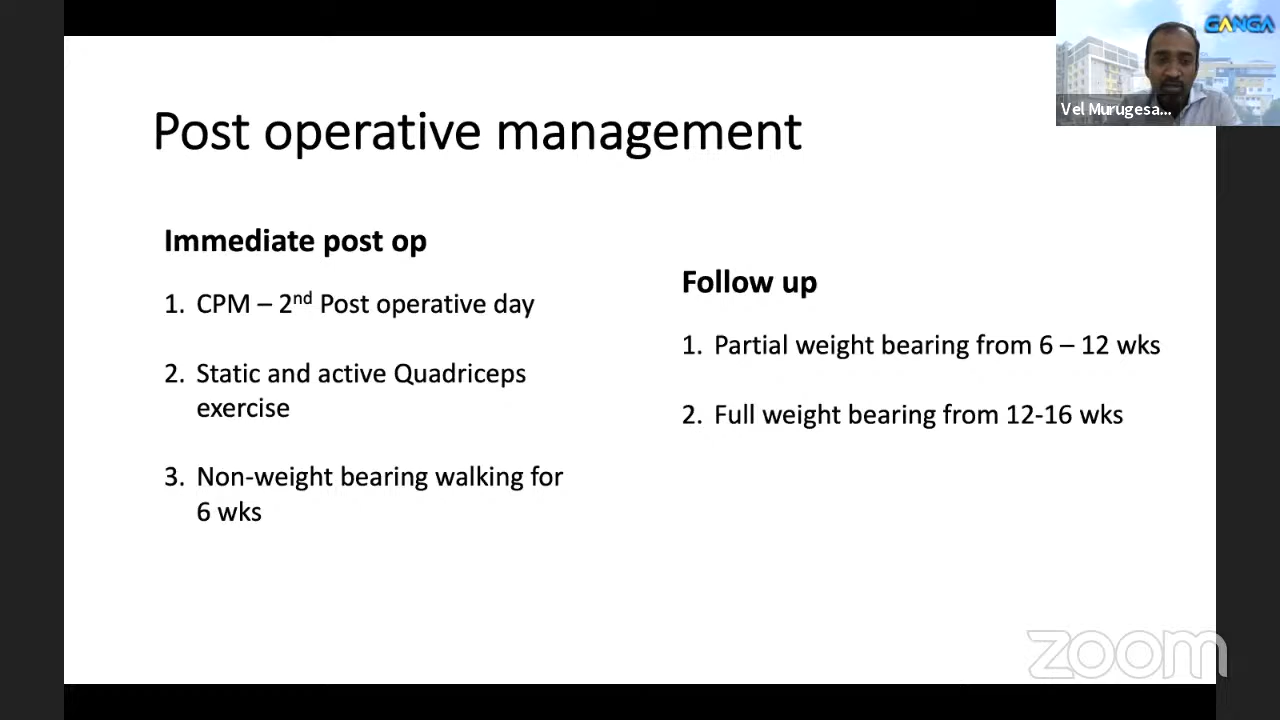 GANGA
Vel Murugesa...
Post operative management
Immediate post op
1. CPM – 2nd Post operative day
2. Static and active Quadriceps
exercise
3. Non-weight bearing walking for
6 wks
Follow up
1. Partial weight bearing from 6 – 12 wks
2. Full weight bearing from 12-16 wks
zoom